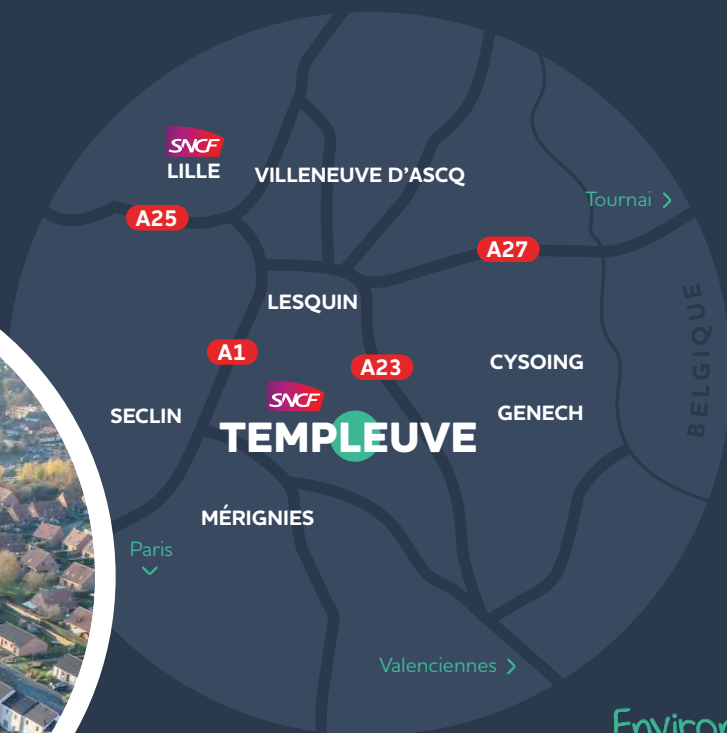 SNCF
LILLE
VILLENEUVE D'ASCQ
Tournai
A25
A27
BELGIQUE
LESQUIN
A1
A23
CYSOING
SNCF
SECLIN
GENECH
TEMPLEUVE
MÉRIGNIES
Paris
Valenciennes